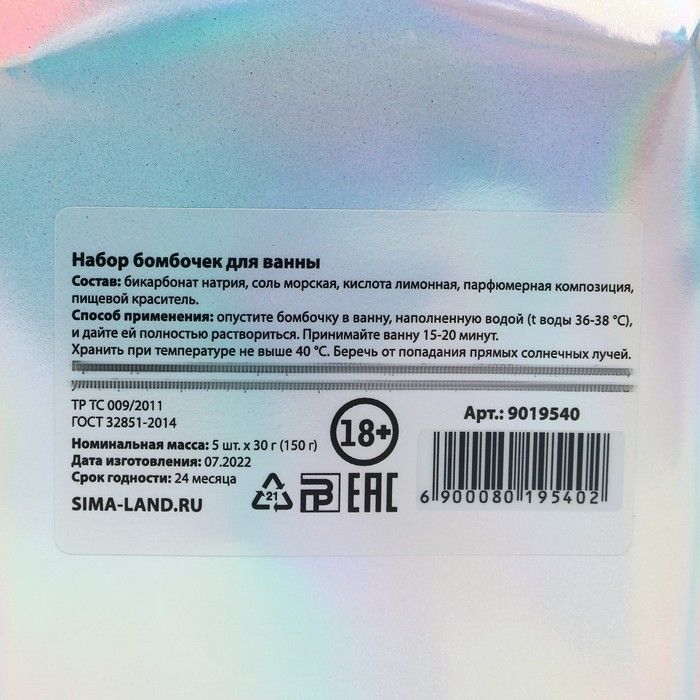 Набор бомбочек для ванны
Состав: бикарбонат натрия, соль морская, кислота лимонная, парфюмерная композиция,
пищевой краситель.
Способ применения: опустите бомбочку в ванну, наполненную водой (t воды 36-38 °C),
и дайте ей полностью раствориться. Принимайте ванну 15-20 минут.
Хранить при температуре не выше 40 °C. Беречь от попадания прямых солнечных лучей.
ТР ТС 009/2011
ГОСТ 32851-2014
Номинальная масса: 5 шт. х 30 г (150 г)
Дата изготовления: 07.2022
Срок годности: 24 месяца
SIMA-LAND.RU
18+
21
EAC
Арт.: 9019540
6 900080 195402